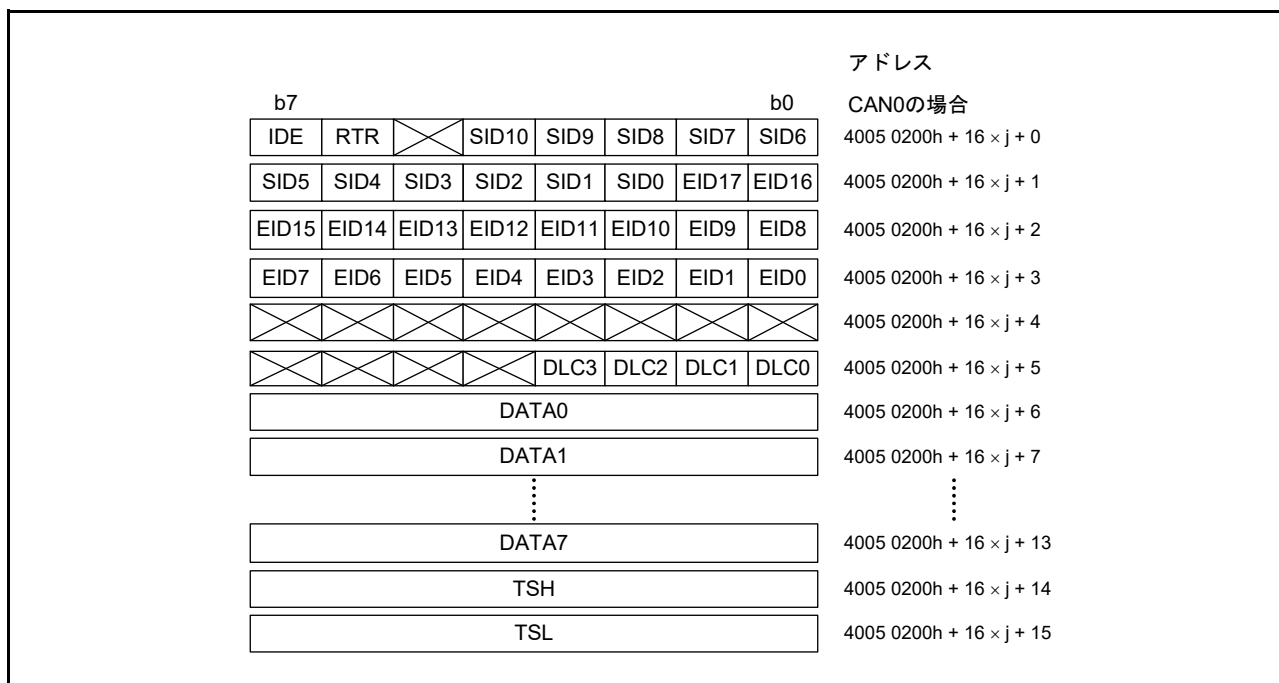 アドレス
b7 b0 CAN0の場合
IDE RTR SID10 SID9 SID8 SID7 SID6 4005 0200h + 16 × j + 0
SID5 SID4 SID3 SID2 SID1 SID0 EID17 EID16 4005 0200h + 16 × j + 1
EID15 EID14 EID13 EID12 EID11 EID10 EID9 EID8 4005 0200h + 16 × j + 2
EID7 EID6 EID5 EID4 EID3 EID2 EID1 EID0 4005 0200h + 16 × j + 3
4005 0200h + 16 × j + 4
DLC3 DLC2 DLC1 DLC0 4005 0200h + 16 × j + 5
DATA0 4005 0200h + 16 × j + 6
DATA1 4005 0200h + 16 × j + 7
DATA7 4005 0200h + 16 × j + 13
TSH 4005 0200h + 16 × j + 14
TSL 4005 0200h + 16 × j + 15